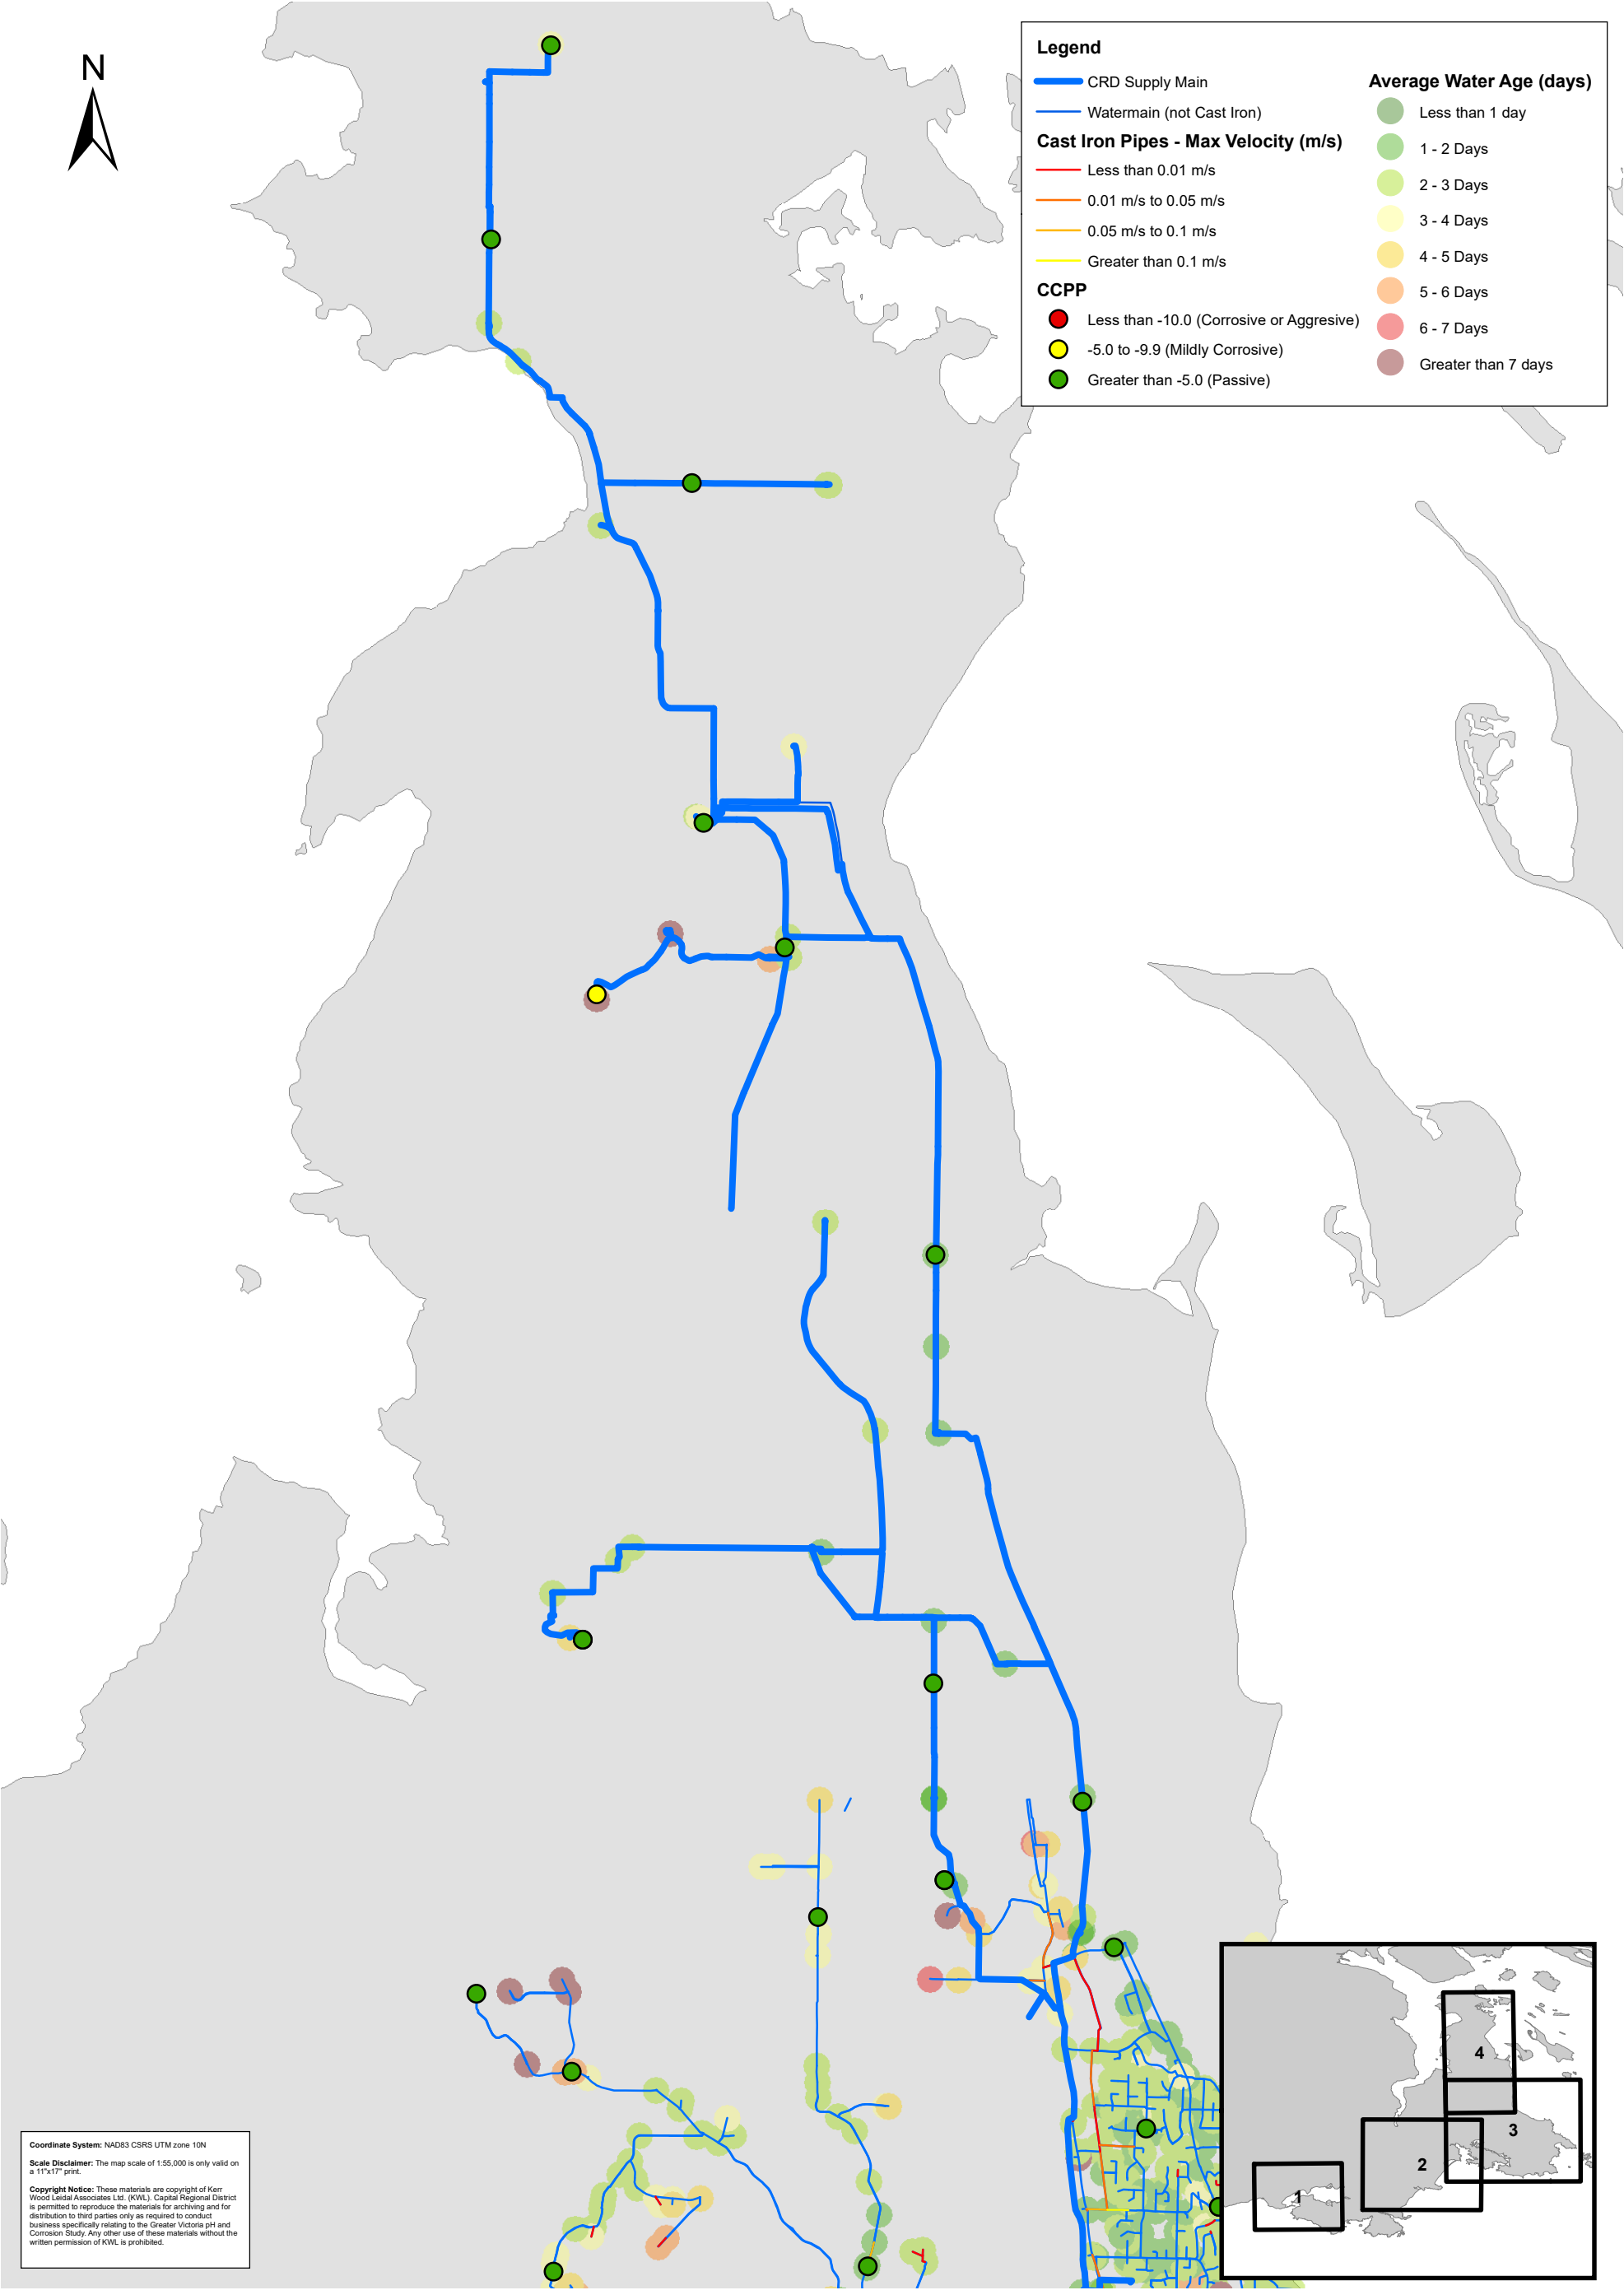 N
Legend
CRD Supply Main
Watermain (not Cast Iron)
Cast Iron Pipes - Max Velocity (m/s)
Less than 0.01 m/s
0.01 m/s to 0.05 m/s
0.05 m/s to 0.1 m/s
Greater than 0.1 m/s
CCPP
Less than -10.0 (Corrosive or Aggresive)
-5.0 to -9.9 (Mildly Corrosive)
Greater than -5.0 (Passive)
Average Water Age (days)
Less than 1 day
1 - 2 Days
2 - 3 Days
3 - 4 Days
4 - 5 Days
5 - 6 Days
6 - 7 Days
Greater than 7 days
4
3
2
1
Coordinate System: NAD83 CSRS UTM zone 10N
Scale Disclaimer: The map scale of 1:55,000 is only valid on
a 11"x17" print.
Copyright Notice: These materials are copyright of Kerr
Wood Leidal Associates Ltd. (KWL). Capital Regional District
is permitted to reproduce the materials for archiving and for
distribution to third parties only as required to conduct
business specifically relating to the Greater Victoria pH and
Corrosion Study. Any other use of these materials without the
written permission of KWL is prohibited.